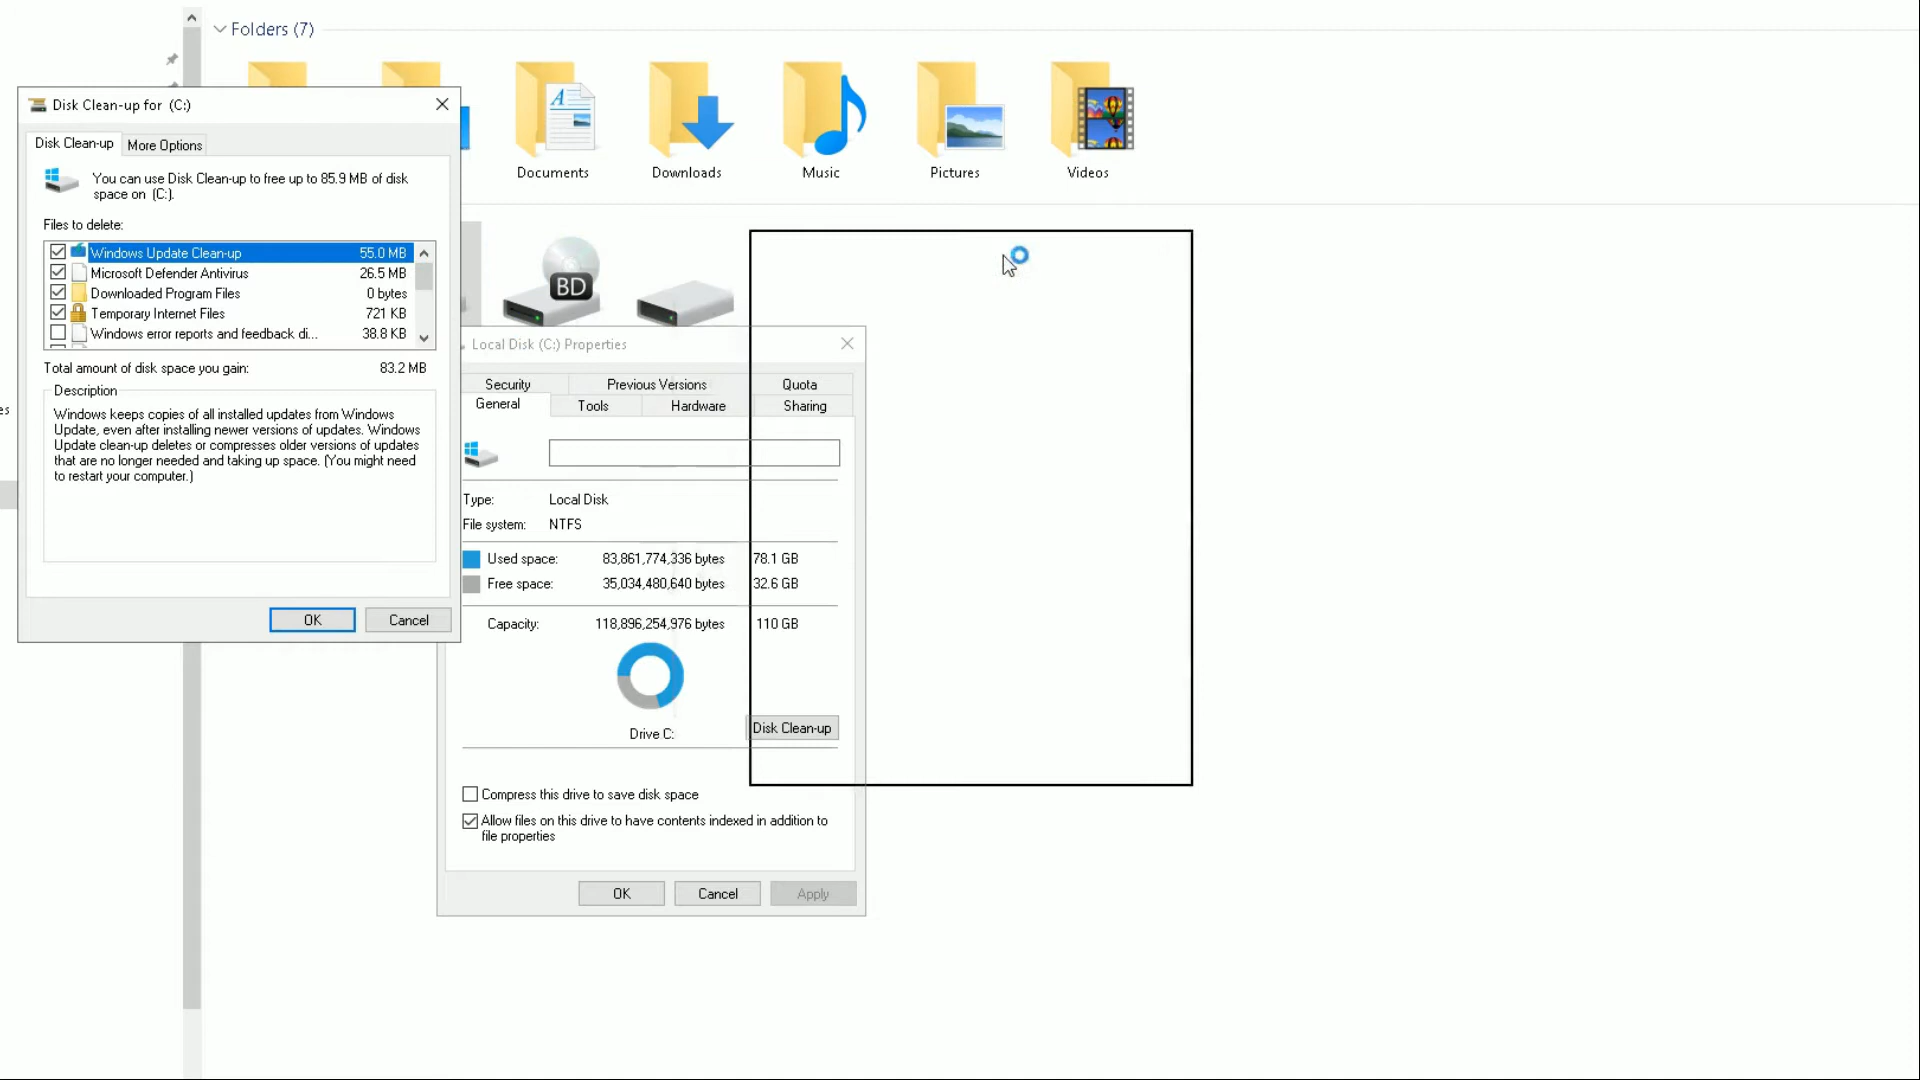 Folders (7)
Documents
Downloads
Music
Pictures
Videos
BD
Disk Clean-up for (C:)
Disk Clean-up
More Options
You can use Disk Clean-up to free up to 85.9 MB of disk
space on (C:).
Files to delete:
Windows Update Clean-up 55.0 MB
Microsoft Defender Antivirus 26.5 MB
Downloaded Program Files 0 bytes
Temporary Internet Files 721 KB
Windows error reports and feedback di... 38.8 KB
Total amount of disk space you gain: 83.2 MB
Description
Windows keeps copies of all installed updates from Windows
Update, even after installing newer versions of updates. Windows
Update clean-up deletes or compresses older versions of updates
that are no longer needed and taking up space. (You might need
to restart your computer.)
OK Cancel
es
Local Disk (C:) Properties
Security Previous Versions Quota
General Tools Hardware Sharing
Type: Local Disk
File system: NTFS
Used space: 83,861,774,336 bytes 78.1 GB
Free space: 35,034,480,640 bytes 32.6 GB
Capacity: 118,896,254,976 bytes 110 GB
Drive C:
Disk Clean-up
Compress this drive to save disk space
Allow files on this drive to have contents indexed in addition to
file properties
OK Cancel Apply